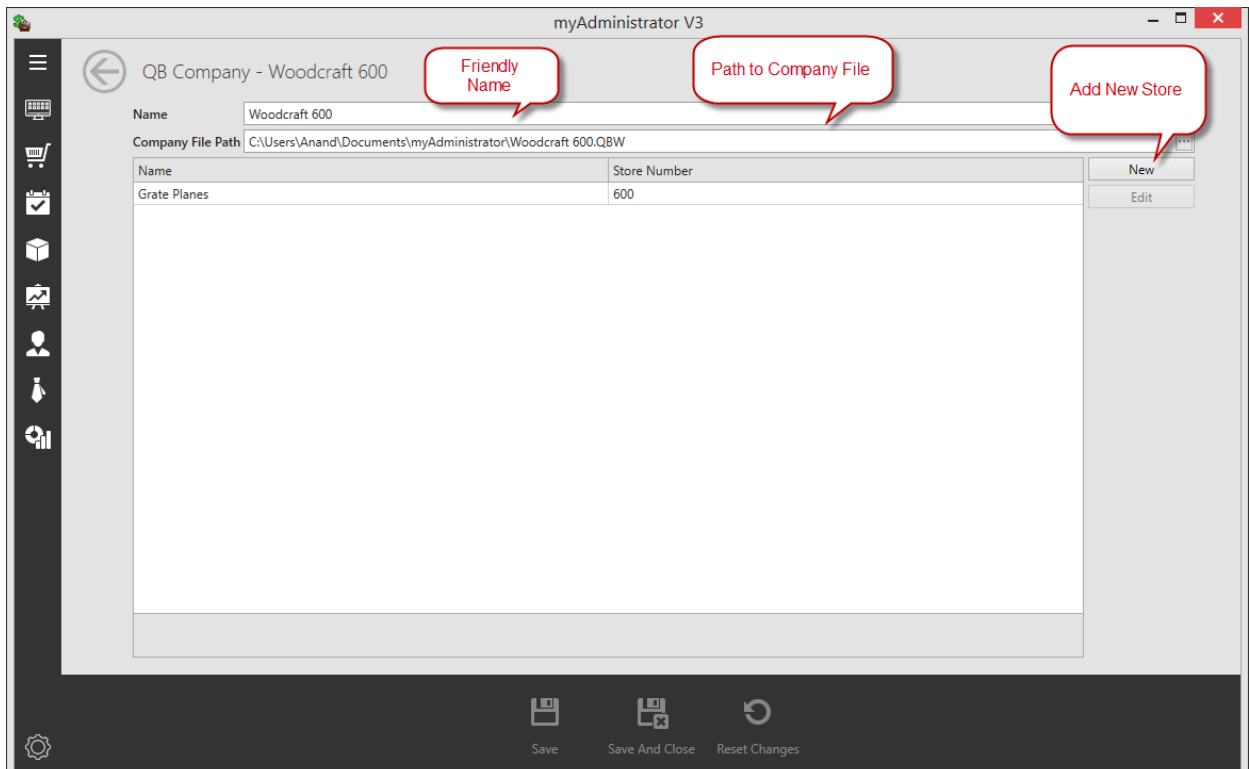 myAdministrator V3
QB Company - Woodcraft 600
Friendly
Name
Path to Company File
Add New Store
Name Woodcraft 600
Company File Path C:\Users\Anand\Documents\myAdministrator\Woodcraft 600.QBW ...
Name Store Number New
Grate Planes 600 Edit
Save Save And Close Reset Changes